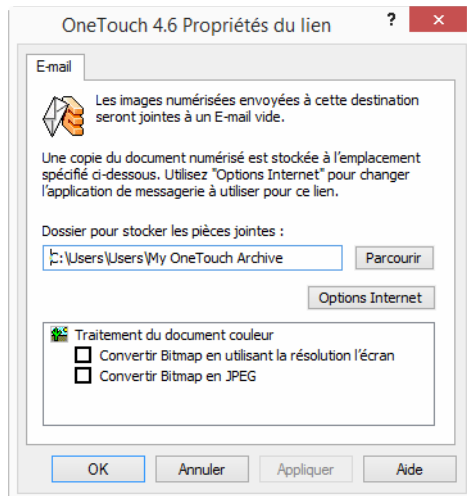 OneTouch 4.6 Propriétés du lien
?
×
E-mail
Les images numérisées envoyées à cette destination
seront jointes à un E-mail vide.
Une copie du document numérisé est stockée à l'emplacement
spécifié ci-dessous. Utilisez "Options Internet" pour changer
l'application de messagerie à utiliser pour ce lien.
Dossier pour stocker les pièces jointes :
C:\Users\Users\My OneTouch Archive
Parcourir
Options Internet
Traitement du document couleur
Convertir Bitmap en utilisant la résolution l'écran
Convertir Bitmap en JPEG
OK Annuler Appliquer Aide